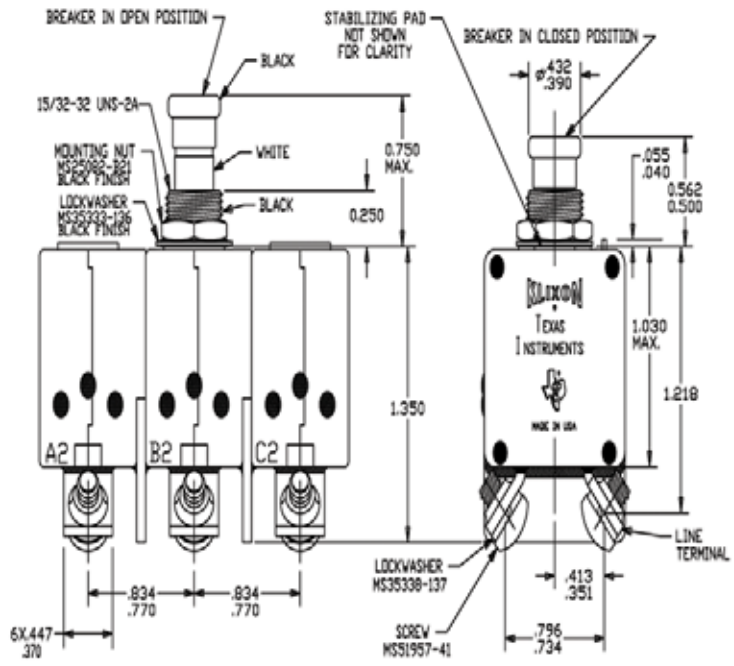 BREAKER IN OPEN POSITION
STABILIZING PAD
NOT SHOWN
FOR CLARITY
BREAKER IN CLOSED POSITION
BLACK
ø.432
.390
15/32-32 UNS-2A
MOUNTING NUT
MS25082-B21
BLACK FINISH
WHITE
0.750
MAX.
.055
.040
0.562
0.500
LOCKWASHER
MS35333-136
BLACK FINISH
BLACK
0.250
KLIXON
TEXAS
INSTRUMENTS
1.030
MAX.
1.350
1.218
MADE IN USA
A2
B2
C2
LINE
TERMINAL
LOCKWASHER
MS35338-137
.834
.770
.834
.770
.413
.351
6X.447
.370
SCREW
MS51957-41
.796
.734